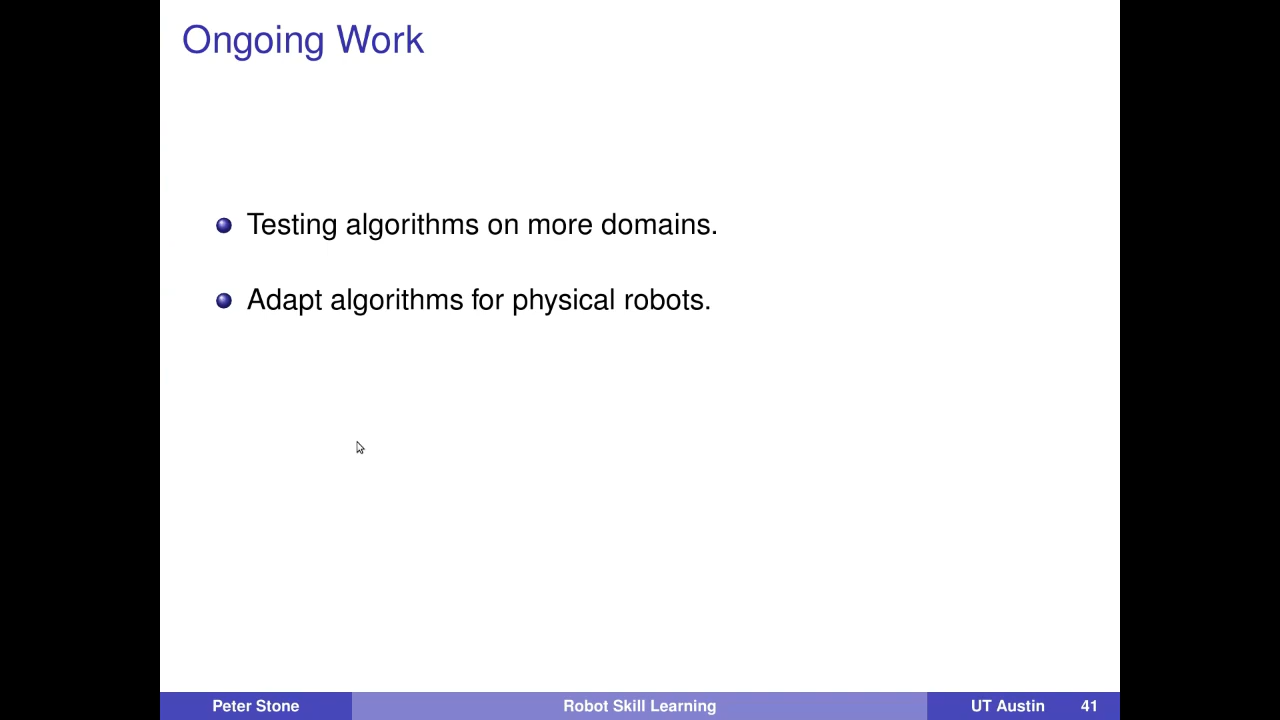 Ongoing Work
Testing algorithms on more domains.
Adapt algorithms for physical robots.
Peter Stone
Robot Skill Learning
UT Austin
41